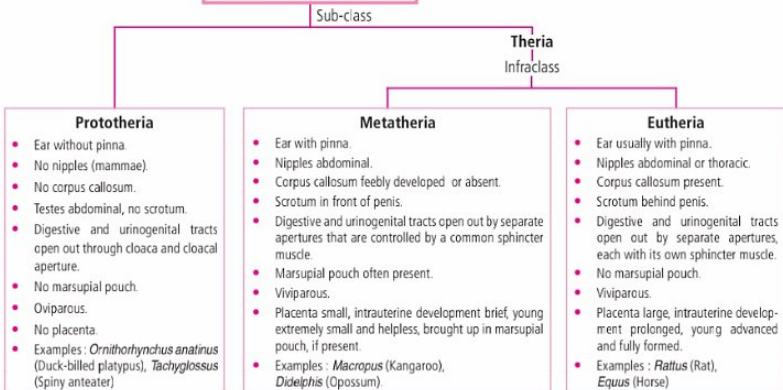 Sub-class
Theria
Infraclass
Prototheria
• Ear without pinna.
• No nipples (mammae).
• No corpus callosum.
• Testes abdominal, no scrotum.
• Digestive and urinogenital tracts
open out through cloaca and cloacal
aperture.
• No marsupial pouch.
• Oviparous.
• No placenta.
• Examples : Ornithorhynchus anatinus
(Duck-billed platypus), Tachyglossus
(Spiny anteater)
Metatheria
• Ear with pinna.
• Nipples abdominal.
• Corpus callosum feebly developed or absent.
• Scrotum in front of penis.
• Digestive and urinogenital tracts open out by separate
apertures that are controlled by a common sphincter
muscle.
• Marsupial pouch often present.
• Viviparous.
• Placenta small, intrauterine development brief, young
extremely small and helpless, brought up in marsupial
pouch, if present.
• Examples : Macropus (Kangaroo),
Didelphis (Opossum).
Eutheria
• Ear usually with pinna.
• Nipples abdominal or thoracic.
• Corpus callosum present.
• Scrotum behind penis.
• Digestive and urinogenital tracts
open out by separate apertures,
each with its own sphincter muscle.
• No marsupial pouch.
• Viviparous.
• Placenta large, intrauterine develop-
ment prolonged, young advanced
and fully formed.
• Examples : Rattus (Rat),
Equus (Horse)